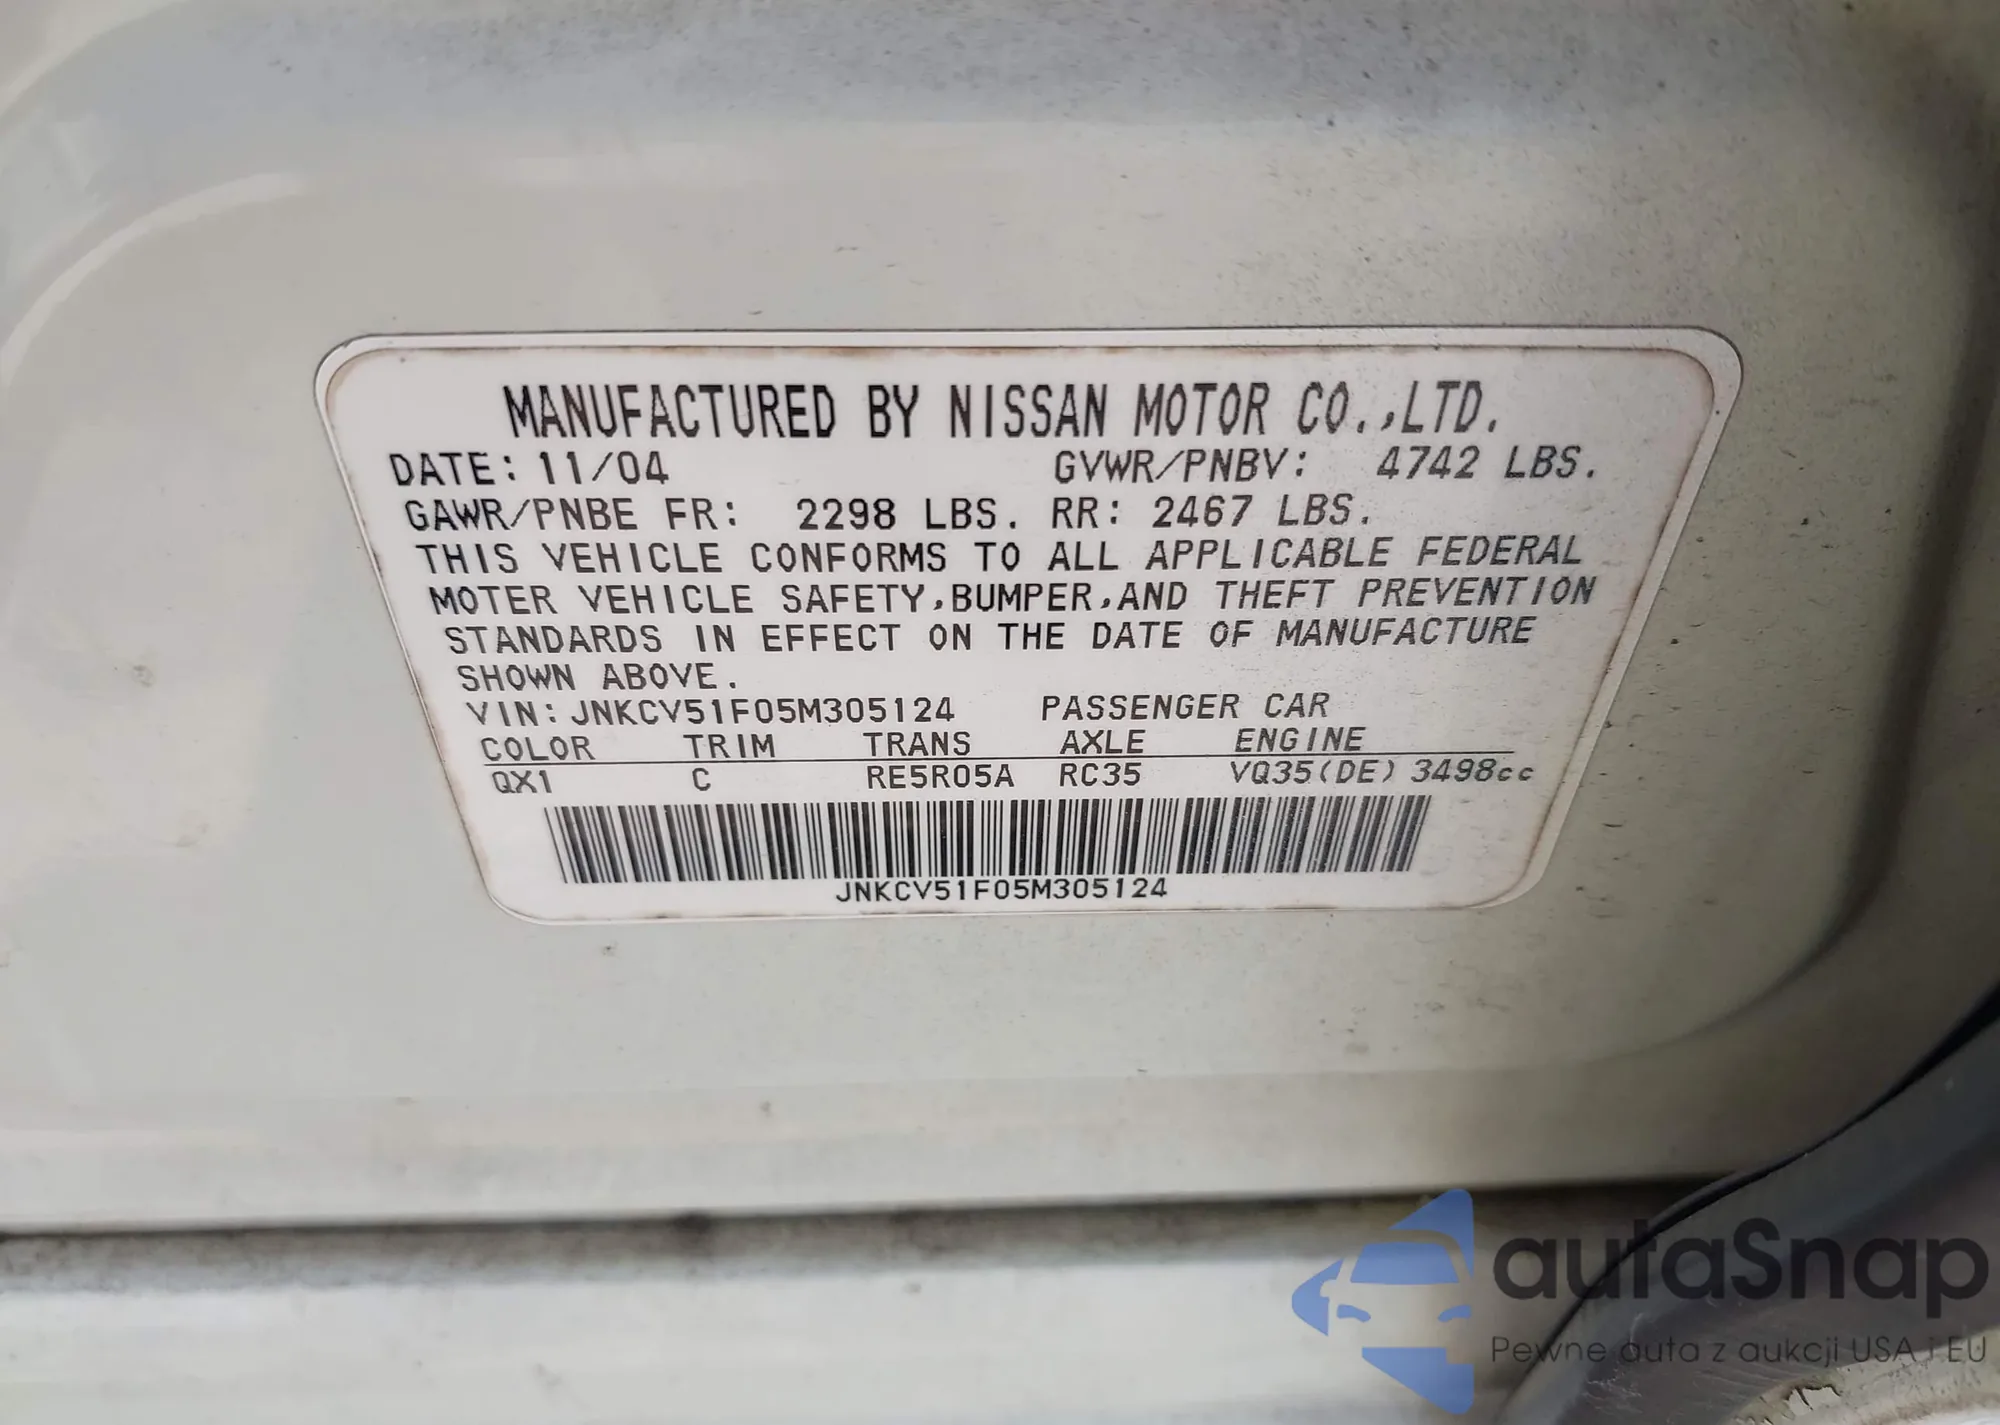 MANUFACTURED BY NISSAN MOTOR CO.,LTD.
DATE: 11/04 GVWR/PNBV: 4742 LBS.
GAWR/PNBE FR: 2298 LBS. RR: 2467 LBS.
THIS VEHICLE CONFORMS TO ALL APPLICABLE FEDERAL
MOTER VEHICLE SAFETY,BUMPER,AND THEFT PREVENTION
STANDARDS IN EFFECT ON THE DATE OF MANUFACTURE
SHOWN ABOVE.
VIN: JNKCV51F05M305124 PASSENGER CAR
COLOR TRIM TRANS AXLE ENGINE
QX1 C RE5R05A RC35 VQ35(DE) 3498cc
JNKCV51F05M305124
autaSnap
Pewne auta z aukcji USA i EU